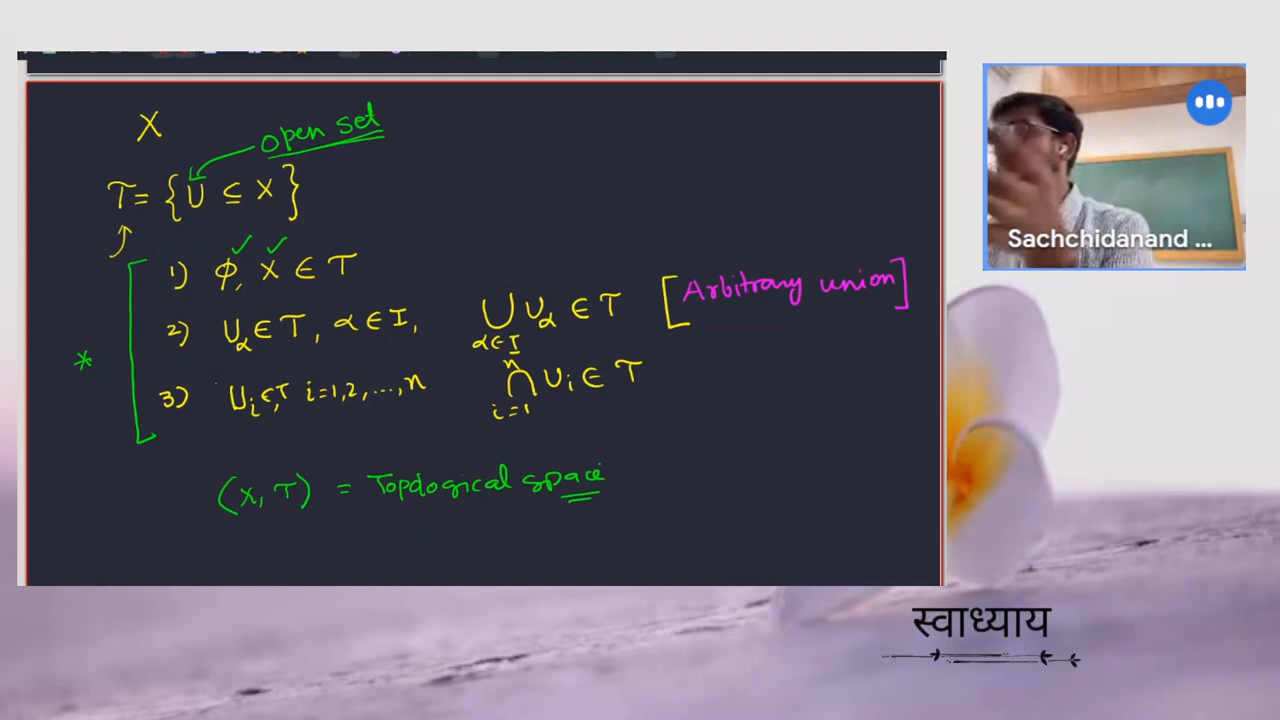 X
open set
T = { U ⊆ X }
1) φ, X ∈ T
2) U_α ∈ T, α ∈ I, ⋃_{α∈I} U_α ∈ T [Arbitrary union]
3) U_i ∈ T, i=1,2,...,n ⋂_{i=1}^{n} U_i ∈ T
*
(X, T) = Topological space
Sachchidanand ...
स्वाध्याय